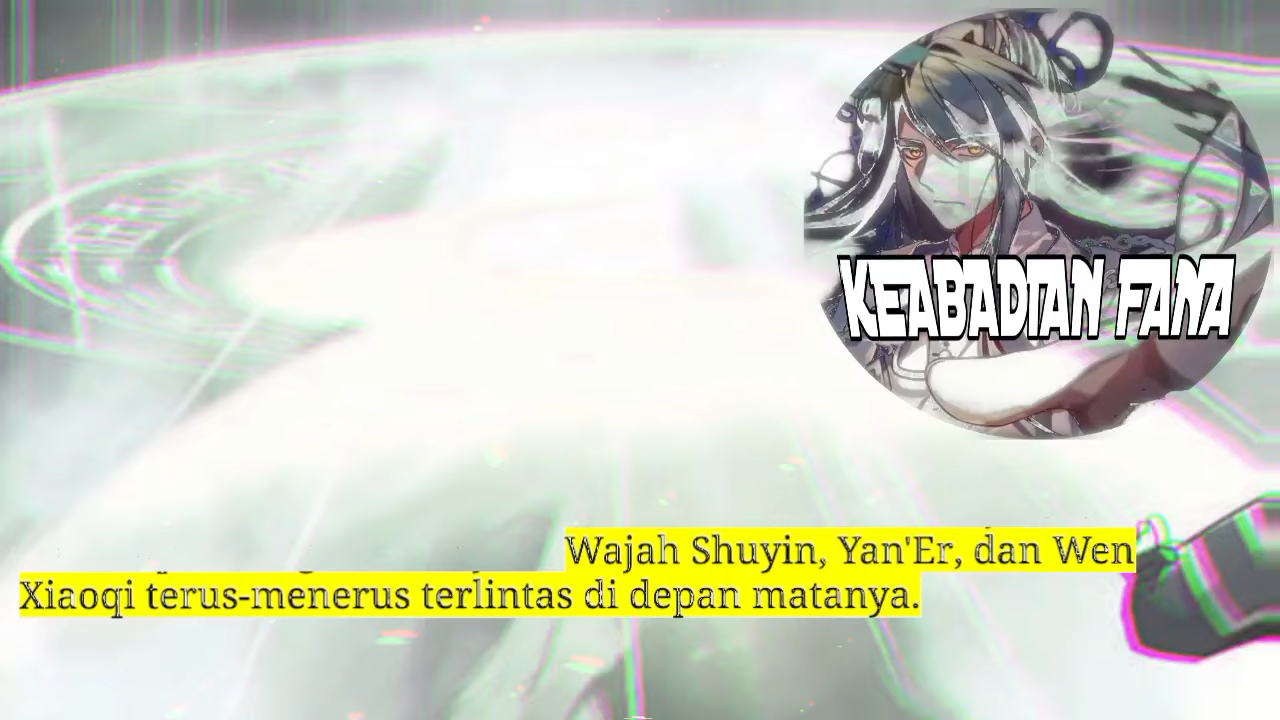 KEABADIAN FANA
Wajah Shuyin, Yan'Er, dan Wen
Xiaoqi terus-menerus terlintas di depan matanya.